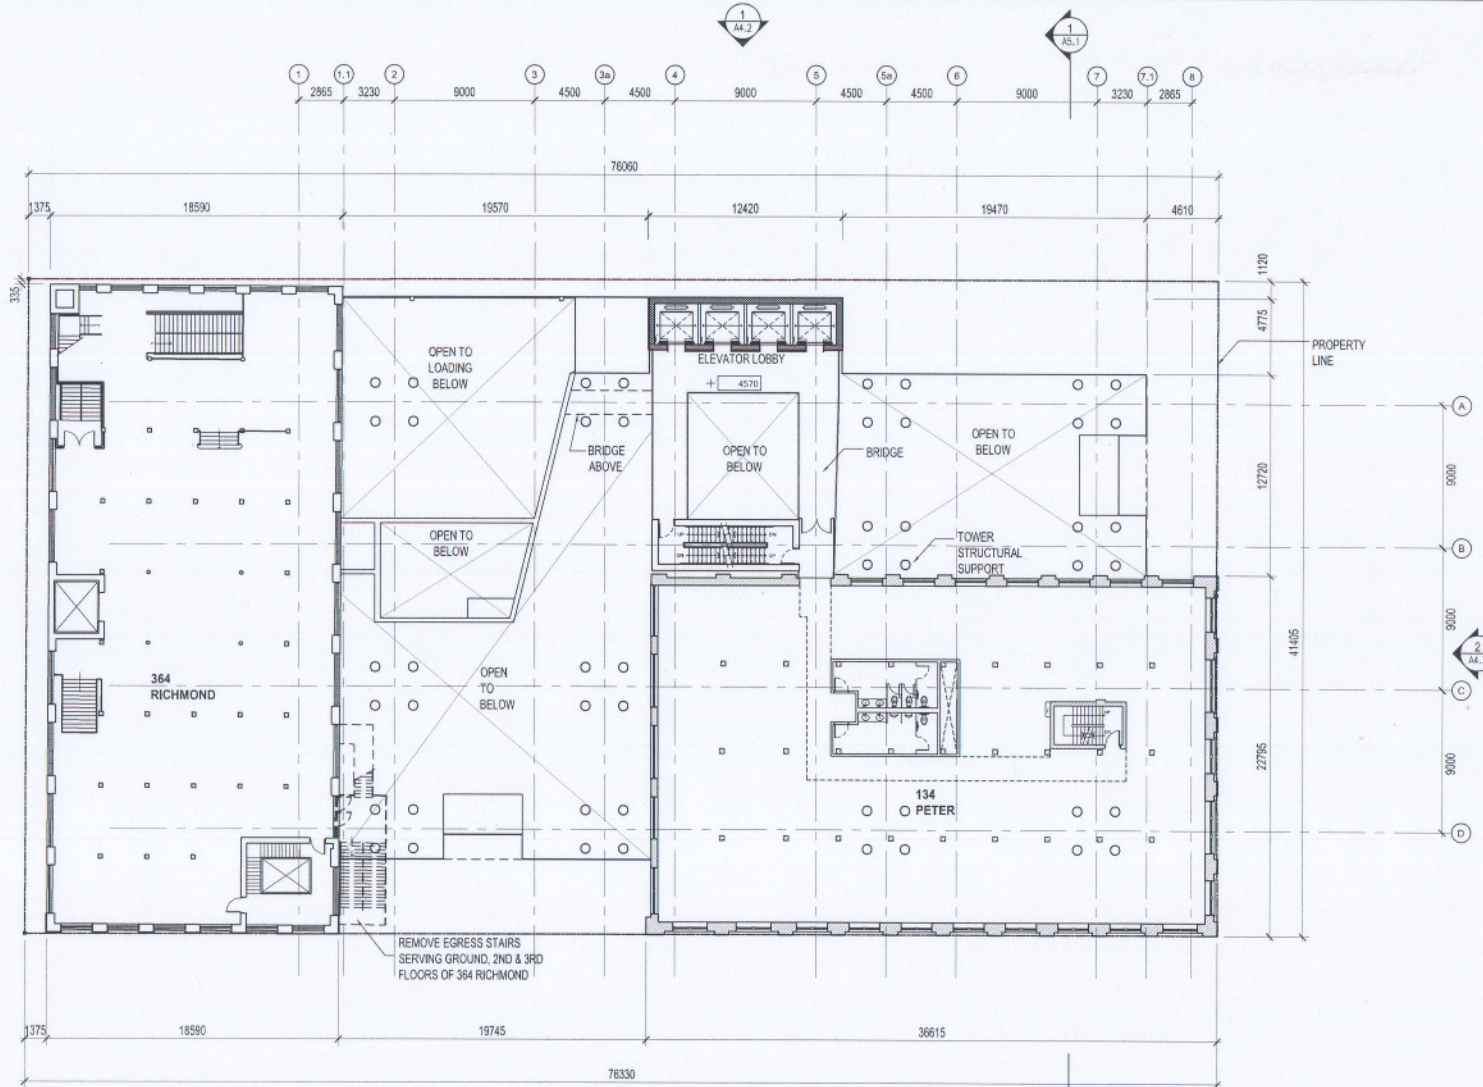 1
A4.2
1
A5.1
1 1.1 2 3 3a 4 5 5a 6 7 7.1 8
2865 3230 9000 4500 4500 9000 4500 4500 9000 3230 2865
76060
1375 18590 19570 12420 19470 4610
335
1120
4775
12720
22795
41405
PROPERTY
LINE
OPEN TO
LOADING
BELOW
ELEVATOR LOBBY
4570
BRIDGE
ABOVE
OPEN TO
BELOW
BRIDGE
OPEN TO
BELOW
A
9000
B
9000
C
9000
D
2
OPEN TO
BELOW
TOWER
STRUCTURAL
SUPPORT
UP
DN
DN
UP
364
RICHMOND
OPEN
TO
BELOW
134
PETER
REMOVE EGRESS STAIRS
SERVING GROUND, 2ND & 3RD
FLOORS OF 364 RICHMOND
1375 18590 19745 36615
76330